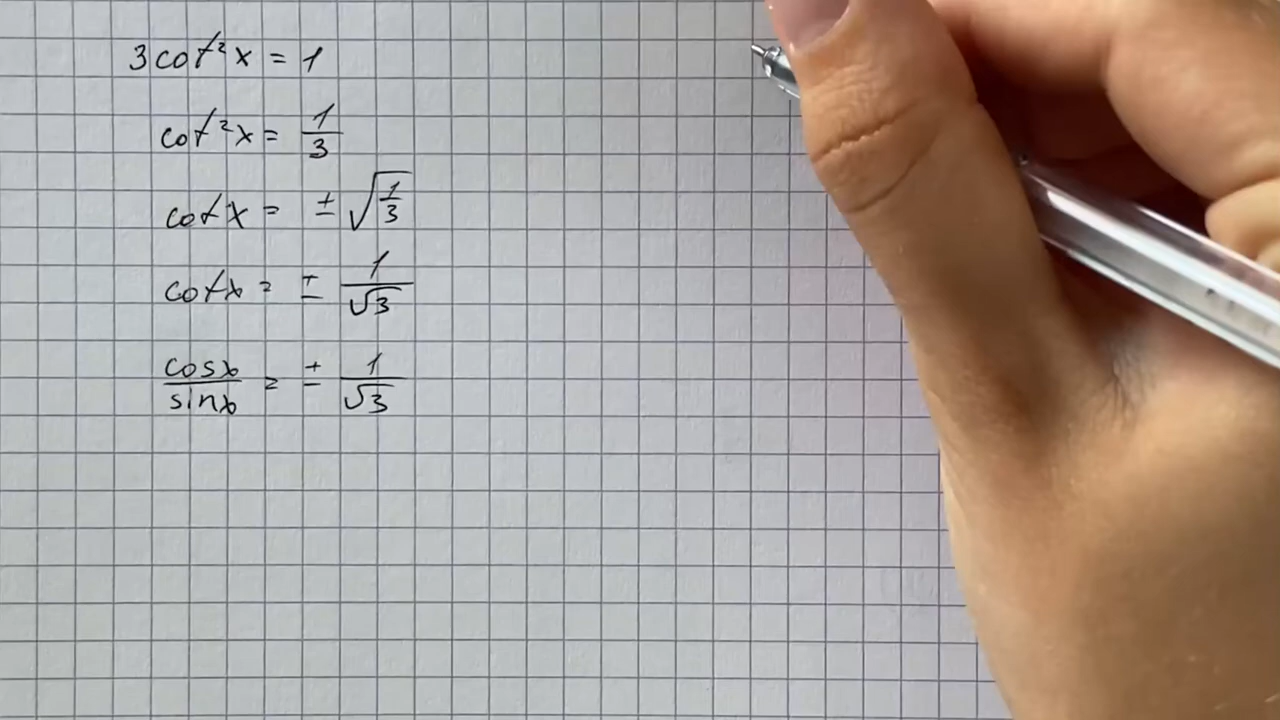 3cot²x = 1
cot²x = 1/3
cotx = ± √(1/3)
cotx = ± 1/√3
cosx/sinx = ± 1/√3